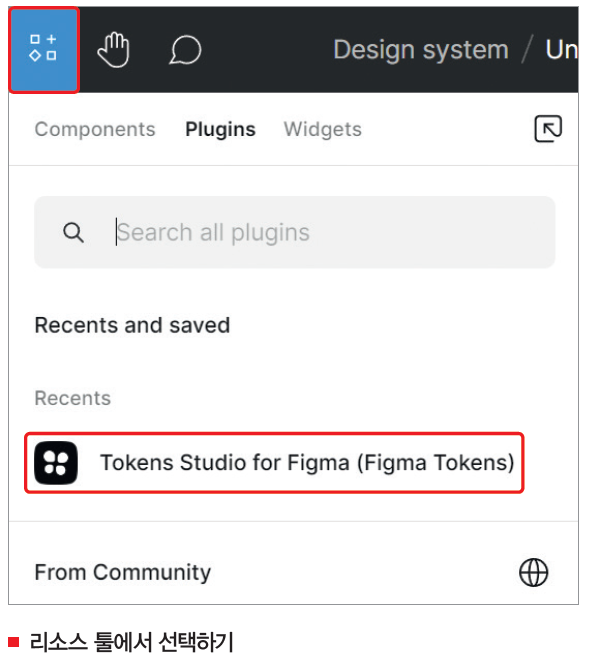 Design system / Un
Components Plugins Widgets
Search all plugins
Recents and saved
Recents
Tokens Studio for Figma (Figma Tokens)
From Community
리소스 툴에서 선택하기